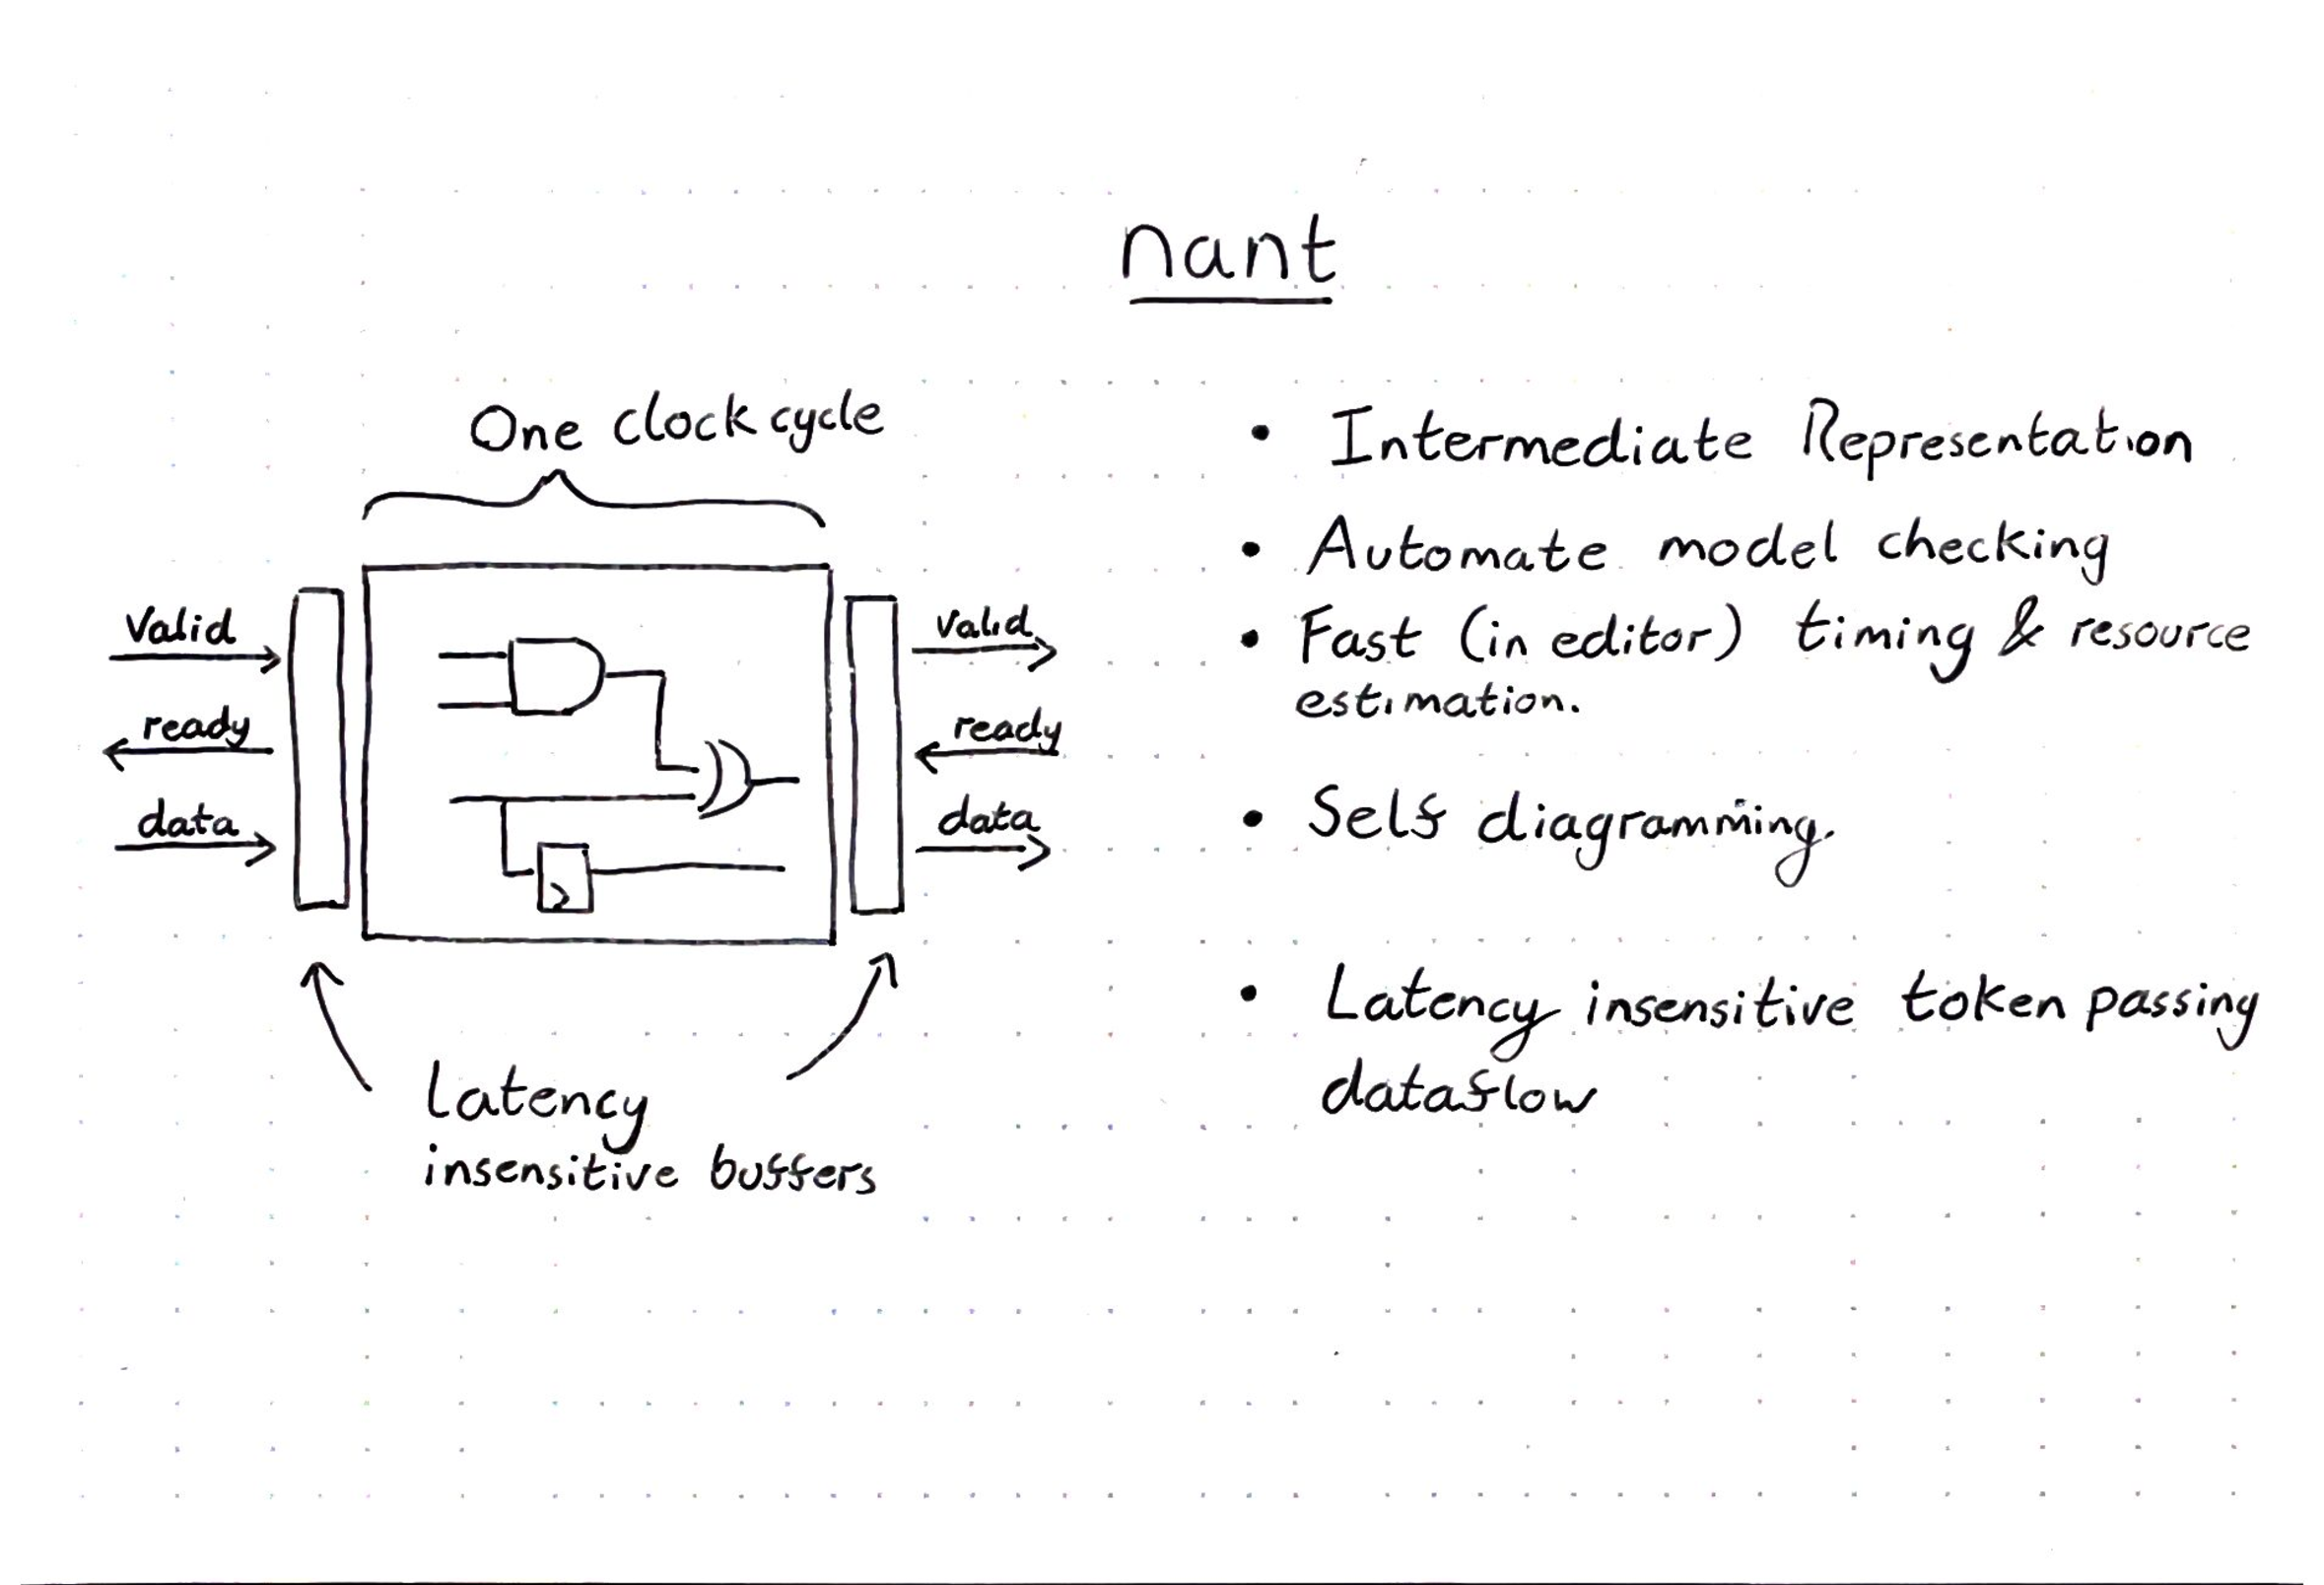 nant
One clock cycle
Valid
ready
data
Valid
ready
data
Latency
insensitive buffers
• Intermediate Representation
• Automate model checking
• Fast (in editor) timing & resource
estimation.
• Self diagramming.
• Latency insensitive token passing
dataflow